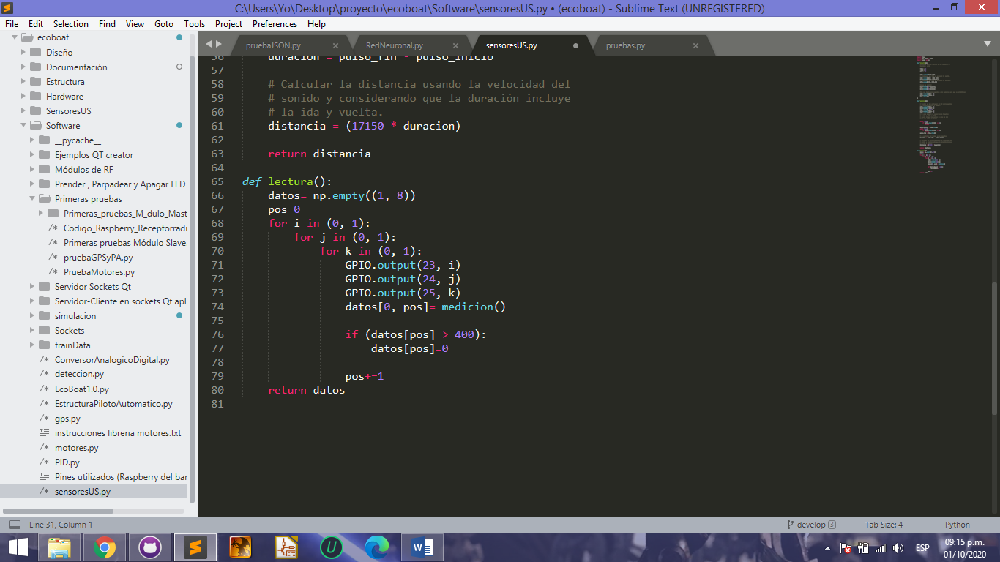 C:\Users\Yo\Desktop\proyecto\ecoboat\Software\sensoresUS.py • (ecoboat) - Sublime Text (UNREGISTERED)
File Edit Selection Find View Goto Tools Project Preferences Help
ecoboat
Diseño
Documentación
Estructura
Hardware
SensoresUS
Software
__pycache__
Ejemplos QT creator
Módulos de RF
Prender , Parpadear y Apagar LED
Primeras pruebas
Primeras_pruebas_M_dulo_Mast
/* Codigo_Raspberry_Receptorradi
/* Primeras pruebas Módulo Slave
/* pruebaGPSyPA.py
/* PruebaMotores.py
Servidor Sockets Qt
Servidor-Cliente en sockets Qt apl
simulacion
Sockets
trainData
/* ConversorAnalogicoDigital.py
/* deteccion.py
/* EcoBoat1.0.py
/* EstructuraPilotoAutomatico.py
/* gps.py
instrucciones libreria motores.txt
/* motores.py
/* PID.py
Pines utilizados (Raspberry del bar
/* sensoresUS.py
pruebaJSON.py
RedNeuronal.py
sensoresUS.py
pruebas.py
56 duracion = pulso_fin - pulso_inicio
57
58 # Calcular la distancia usando la velocidad del
59 # sonido y considerando que la duración incluye
60 # la ida y vuelta.
61 distancia = (17150 * duracion)
62
63 return distancia
64
65 def lectura():
66 datos= np.empty((1, 8))
67 pos=0
68 for i in (0, 1):
69 for j in (0, 1):
70 for k in (0, 1):
71 GPIO.output(23, i)
72 GPIO.output(24, j)
73 GPIO.output(25, k)
74 datos[0, pos]= medicion()
75
76 if (datos[pos] > 400):
77 datos[pos]=0
78
79 pos+=1
80 return datos
81
Line 31, Column 1
develop 3
Tab Size: 4
Python
ESP
09:15 p.m.
01/10/2020